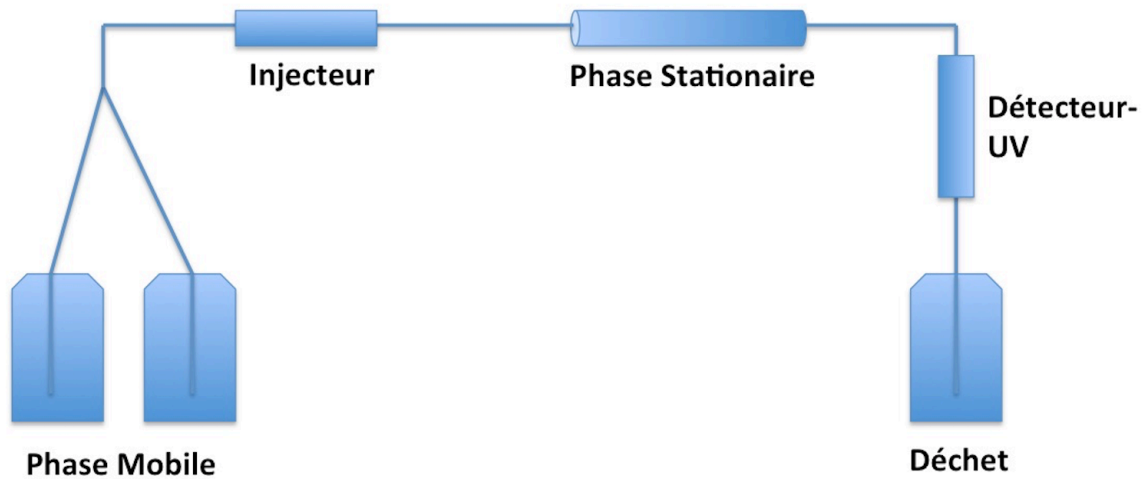 Injecteur
Phase Stationaire
Détecteur-
UV
Phase Mobile
Déchet